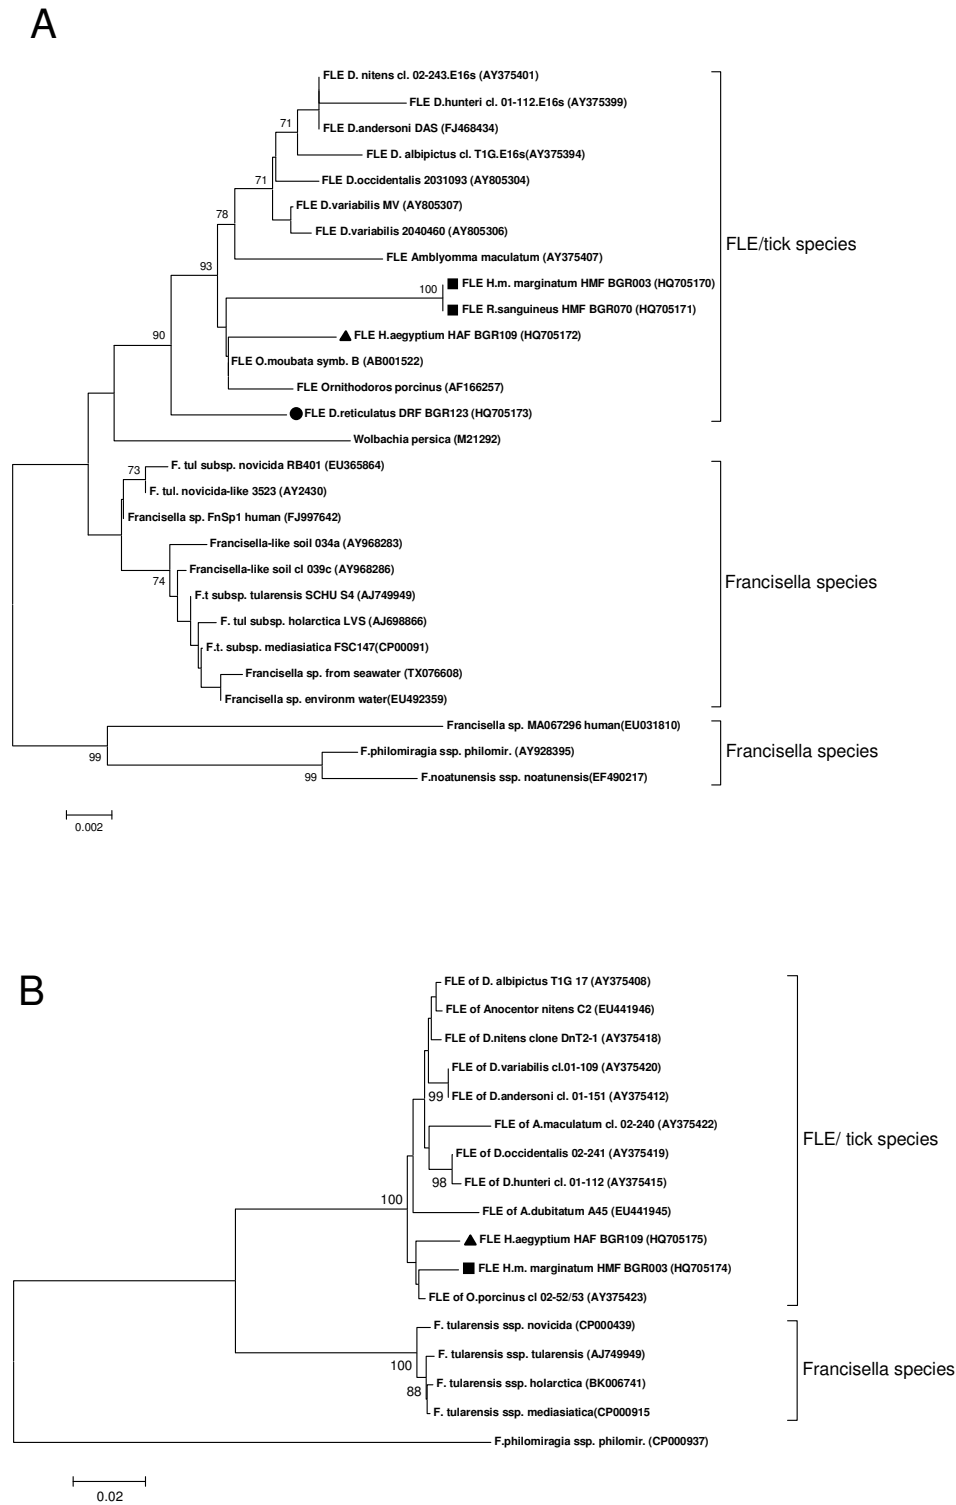 A
FLE D. nitens cl. 02-243.E16s (AY375401)
FLE D.hunteri cl. 01-112.E16s (AY375399)
71
FLE D.andersoni DAS (FJ468434)
FLE D. albipictus cl. T1G.E16s(AY375394)
71
FLE D.occidentalis 2031093 (AY805304)
FLE D.variabilis MV (AY805307)
78
FLE D.variabilis 2040460 (AY805306)
FLE/tick species
FLE Amblyomma maculatum (AY375407)
93
FLE H.m. marginatum HMF BGR003 (HQ705170)
100
FLE R.sanguineus HMF BGR070 (HQ705171)
90
FLE H.aegyptium HAF BGR109 (HQ705172)
FLE O.moubata symb. B (AB001522)
FLE Ornithodoros porcinus (AF166257)
FLE D.reticulatus DRF BGR123 (HQ705173)
Wolbachia persica (M21292)
73
F. tul subsp. novicida RB401 (EU365864)
F. tul. novicida-like 3523 (AY2430)
Francisella sp. FnSp1 human (FJ997642)
Francisella-like soil 034a (AY968283)
Francisella-like soil cl 039c (AY968286)
74
Francisella species
F.t subsp. tularensis SCHU S4 (AJ749949)
F. tul subsp. holarctica LVS (AJ698866)
F.t. subsp. mediasiatica FSC147(CP00091)
Francisella sp. from seawater (TX076608)
Francisella sp. environm water(EU492359)
Francisella sp. MA067296 human(EU031810)
99
F.philomiragia ssp. philomir. (AY928395)
Francisella species
99
F.noatunensis ssp. noatunensis(EF490217)
0.002
B
FLE of D. albipictus T1G 17 (AY375408)
FLE of Anocentor nitens C2 (EU441946)
FLE of D.nitens clone DnT2-1 (AY375418)
FLE of D.variabilis cl.01-109 (AY375420)
99
FLE of D.andersoni cl. 01-151 (AY375412)
FLE of A.maculatum cl. 02-240 (AY375422)
FLE/ tick species
FLE of D.occidentalis 02-241 (AY375419)
98
FLE of D.hunteri cl. 01-112 (AY375415)
100
FLE of A.dubitatum A45 (EU441945)
FLE H.aegyptium HAF BGR109 (HQ705175)
FLE H.m. marginatum HMF BGR003 (HQ705174)
FLE of O.porcinus cl 02-52/53 (AY375423)
F. tularensis ssp. novicida (CP000439)
F. tularensis ssp. tularensis (AJ749949)
100
Francisella species
F. tularensis ssp. holarctica (BK006741)
88
F. tularensis ssp. mediasiatica(CP000915
F.philomiragia ssp. philomir. (CP000937)
0.02